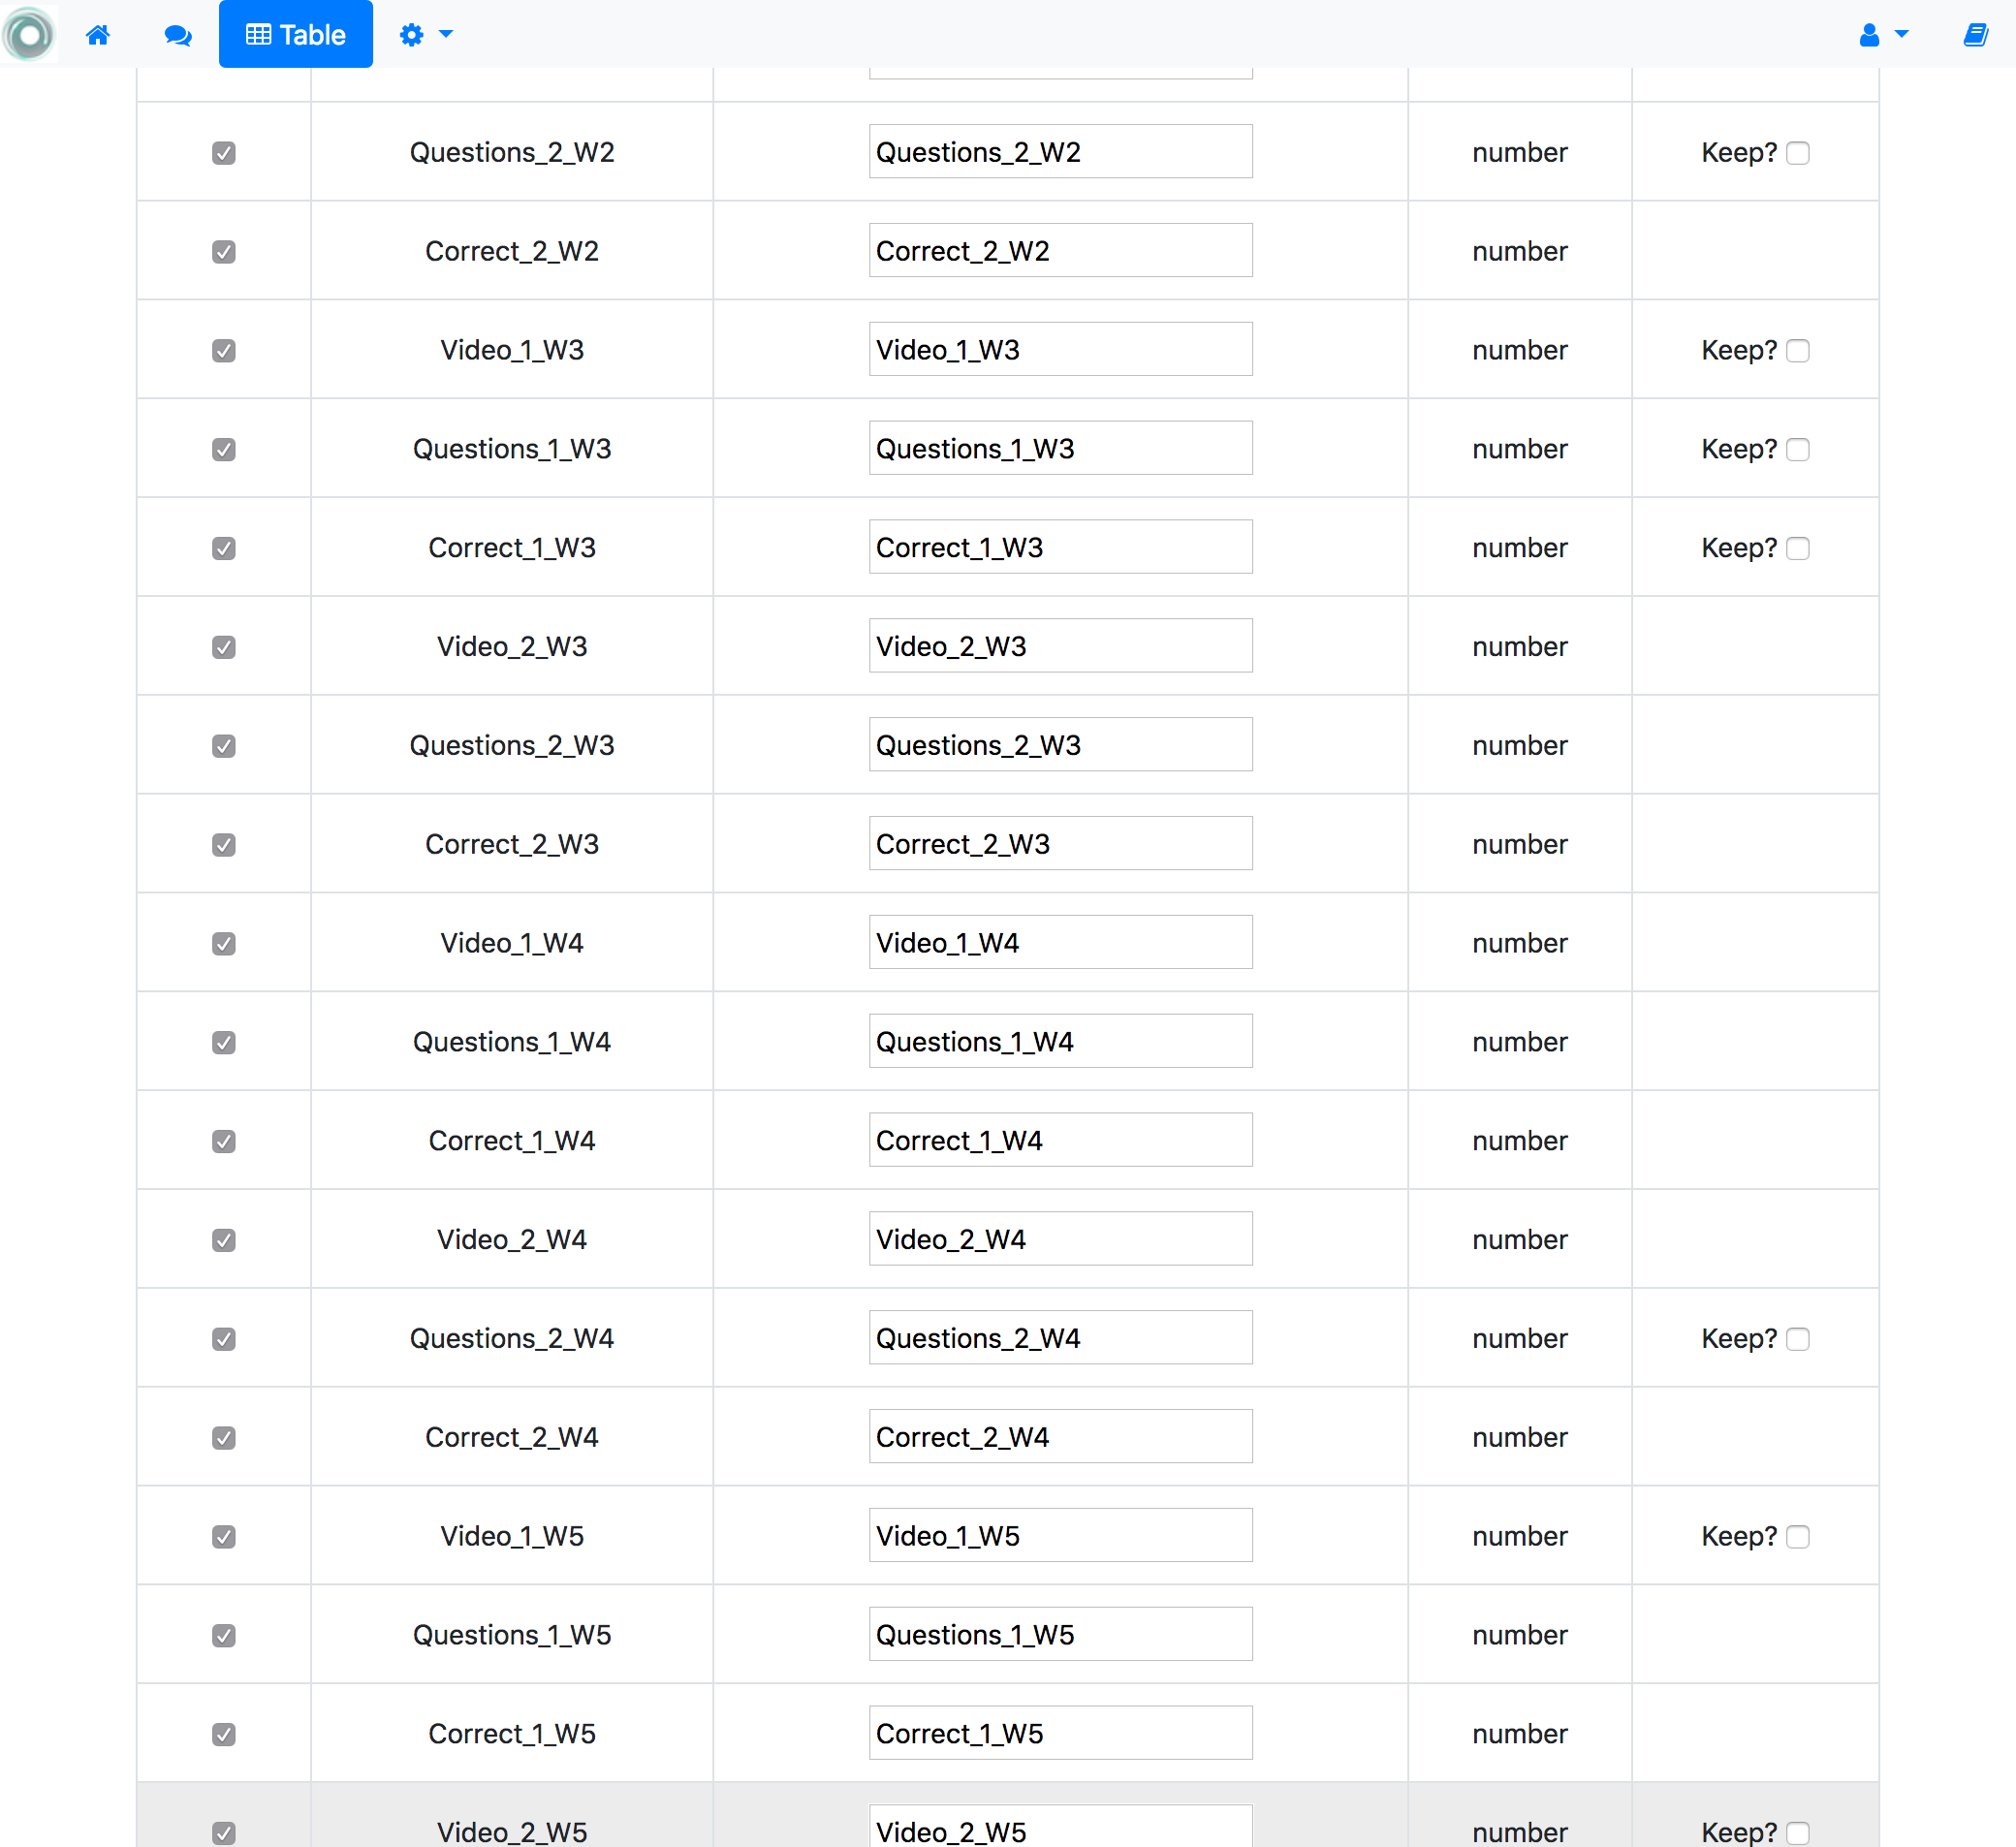 Table
Questions_2_W2 Questions_2_W2 number Keep?
Correct_2_W2 Correct_2_W2 number
Video_1_W3 Video_1_W3 number Keep?
Questions_1_W3 Questions_1_W3 number Keep?
Correct_1_W3 Correct_1_W3 number Keep?
Video_2_W3 Video_2_W3 number
Questions_2_W3 Questions_2_W3 number
Correct_2_W3 Correct_2_W3 number
Video_1_W4 Video_1_W4 number
Questions_1_W4 Questions_1_W4 number
Correct_1_W4 Correct_1_W4 number
Video_2_W4 Video_2_W4 number
Questions_2_W4 Questions_2_W4 number Keep?
Correct_2_W4 Correct_2_W4 number
Video_1_W5 Video_1_W5 number Keep?
Questions_1_W5 Questions_1_W5 number
Correct_1_W5 Correct_1_W5 number
Video_2_W5 Video_2_W5 number Keep?